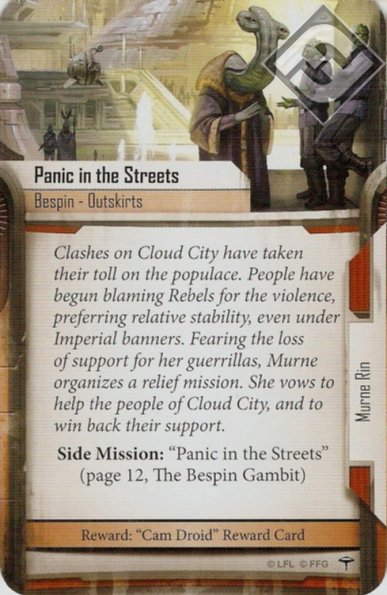 Panic in the Streets
Bespin - Outskirts
Clashes on Cloud City have taken
their toll on the populace. People have
begun blaming Rebels for the violence,
preferring relative stability, even under
Imperial banners. Fearing the loss
of support for her guerrillas, Murne
organizes a relief mission. She vows to
help the people of Cloud City, and to
win back their support.
Side Mission: “Panic in the Streets”
(page 12, The Bespin Gambit)
Murne Rin
Reward: “Cam Droid” Reward Card
© LFL © FFG